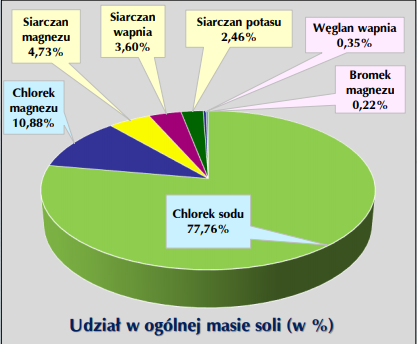 Siarczan
magnezu
4,73%
Siarczan
wapnia
3,60%
Siarczan potasu
2,46%
Węglan wapnia
0,35%
Bromek
magnezu
0,22%
Chlorek
magnezu
10,88%
Chlorek sodu
77,76%
Udział w ogólnej masie soli (w %)